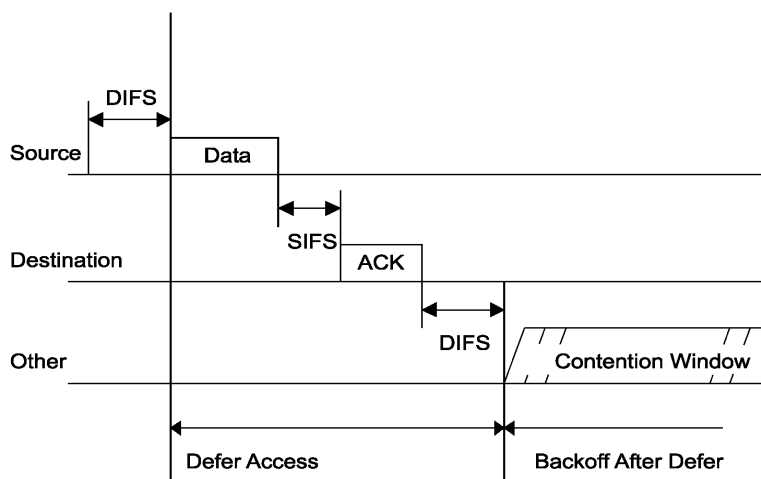 DIFS
Source
Data
SIFS
Destination
ACK
DIFS
Other
Contention Window
Defer Access
Backoff After Defer